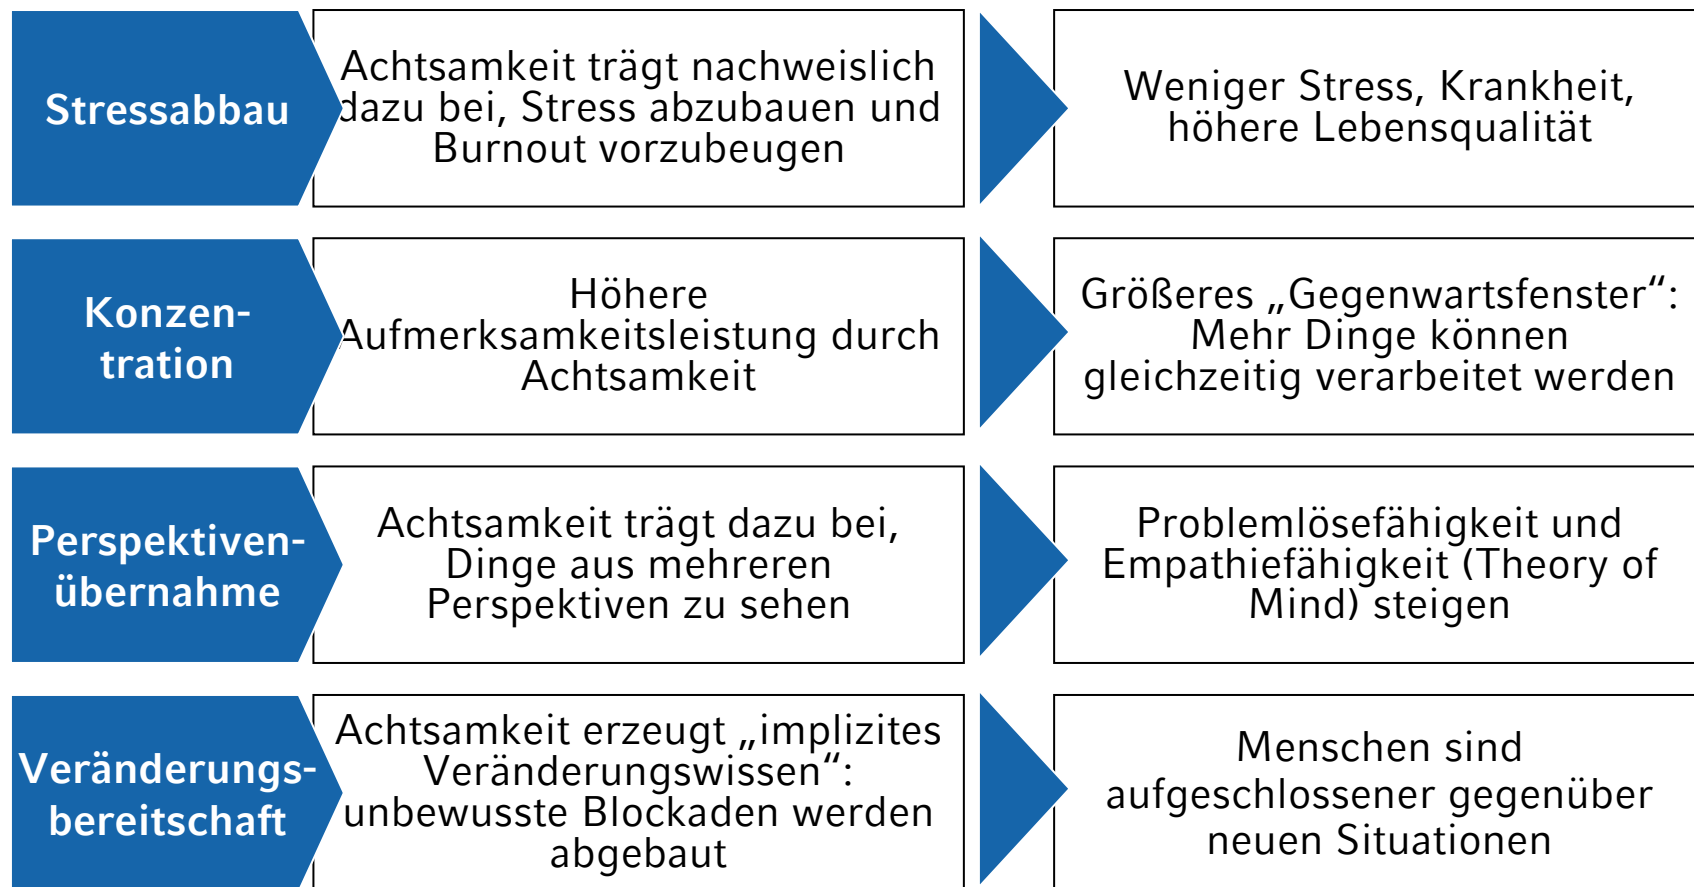 Stressabbau
Achtsamkeit trägt nachweislich
dazu bei, Stress abzubauen und
Burnout vorzubeugen
Weniger Stress, Krankheit,
höhere Lebensqualität
Konzen-
tration
Höhere
Aufmerksamkeitsleistung durch
Achtsamkeit
Größeres „Gegenwartsfenster“:
Mehr Dinge können
gleichzeitig verarbeitet werden
Perspektiven-
übernahme
Achtsamkeit trägt dazu bei,
Dinge aus mehreren
Perspektiven zu sehen
Problemlösefähigkeit und
Empathiefähigkeit (Theory of
Mind) steigen
Veränderungs-
bereitschaft
Achtsamkeit erzeugt „implizites
Veränderungswissen“:
unbewusste Blockaden werden
abgebaut
Menschen sind
aufgeschlossener gegenüber
neuen Situationen